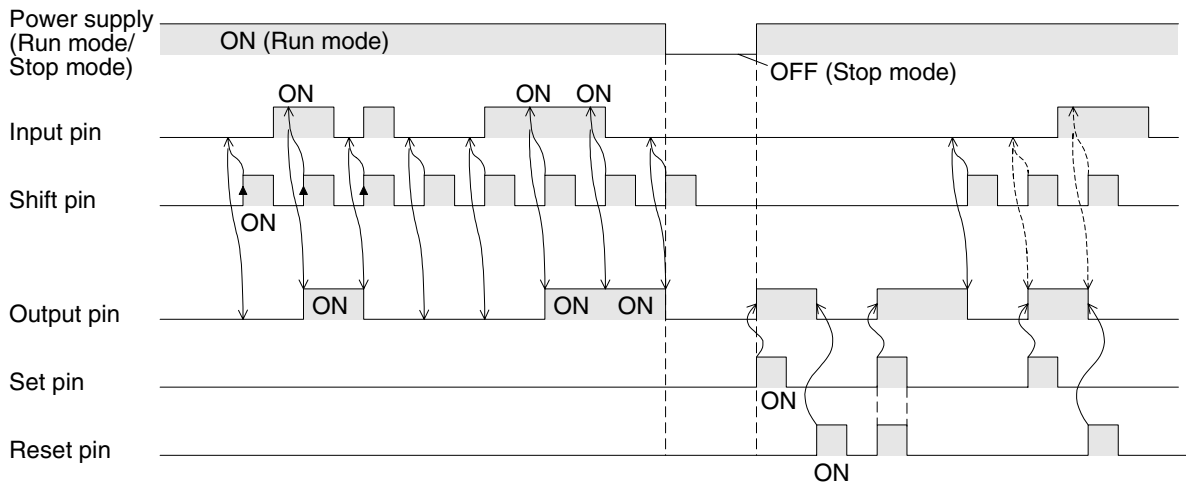 Power supply
(Run mode/
Stop mode)
ON (Run mode)
OFF (Stop mode)
ON
ON
ON
Input pin
Shift pin
ON
Output pin
ON
ON
ON
Set pin
ON
Reset pin
ON